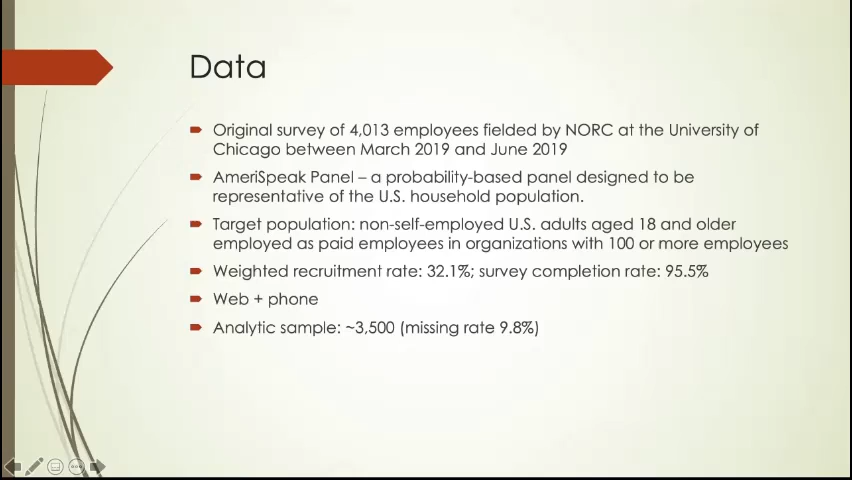 Data
Original survey of 4,013 employees fielded by NORC at the University of
Chicago between March 2019 and June 2019
AmeriSpeak Panel – a probability-based panel designed to be
representative of the U.S. household population.
Target population: non-self-employed U.S. adults aged 18 and older
employed as paid employees in organizations with 100 or more employees
Weighted recruitment rate: 32.1%; survey completion rate: 95.5%
Web + phone
Analytic sample: ~3,500 (missing rate 9.8%)